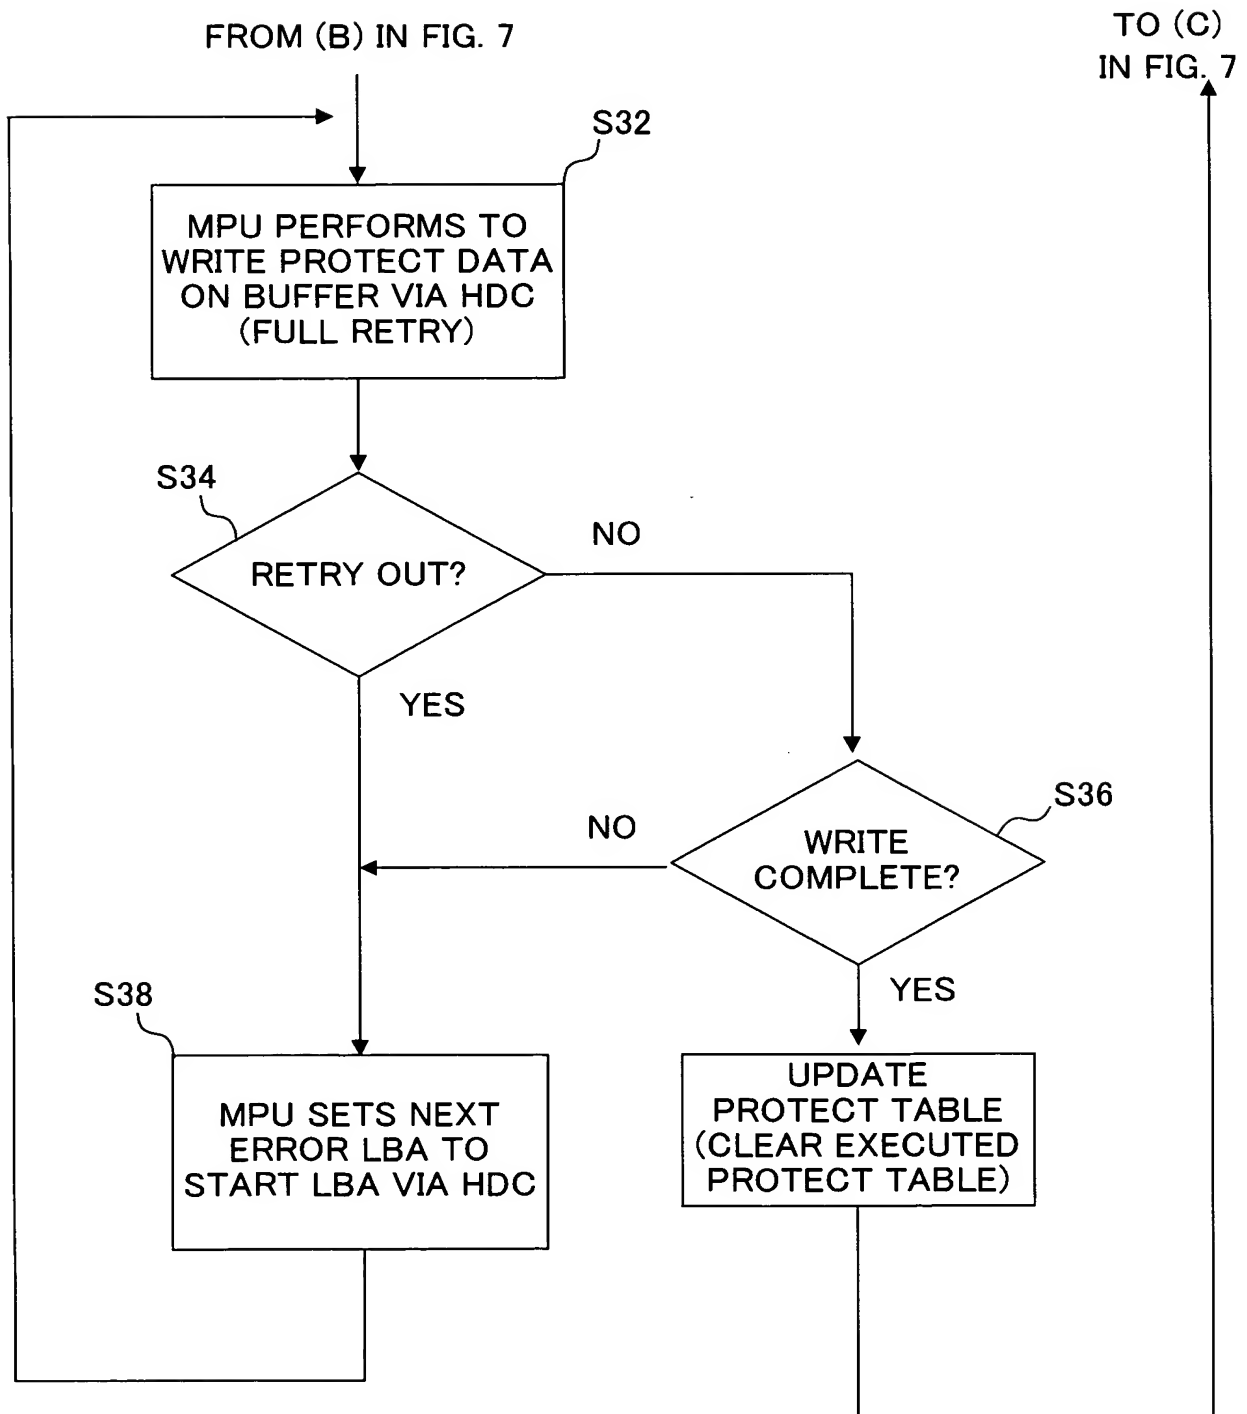 FROM (B) IN FIG. 7
TO (C)
IN FIG. 7
S32
MPU PERFORMS TO
WRITE PROTECT DATA
ON BUFFER VIA HDC
(FULL RETRY)
S34
RETRY OUT?
NO
YES
S36
WRITE
COMPLETE?
NO
YES
S38
MPU SETS NEXT
ERROR LBA TO
START LBA VIA HDC
UPDATE
PROTECT TABLE
(CLEAR EXECUTED
PROTECT TABLE)